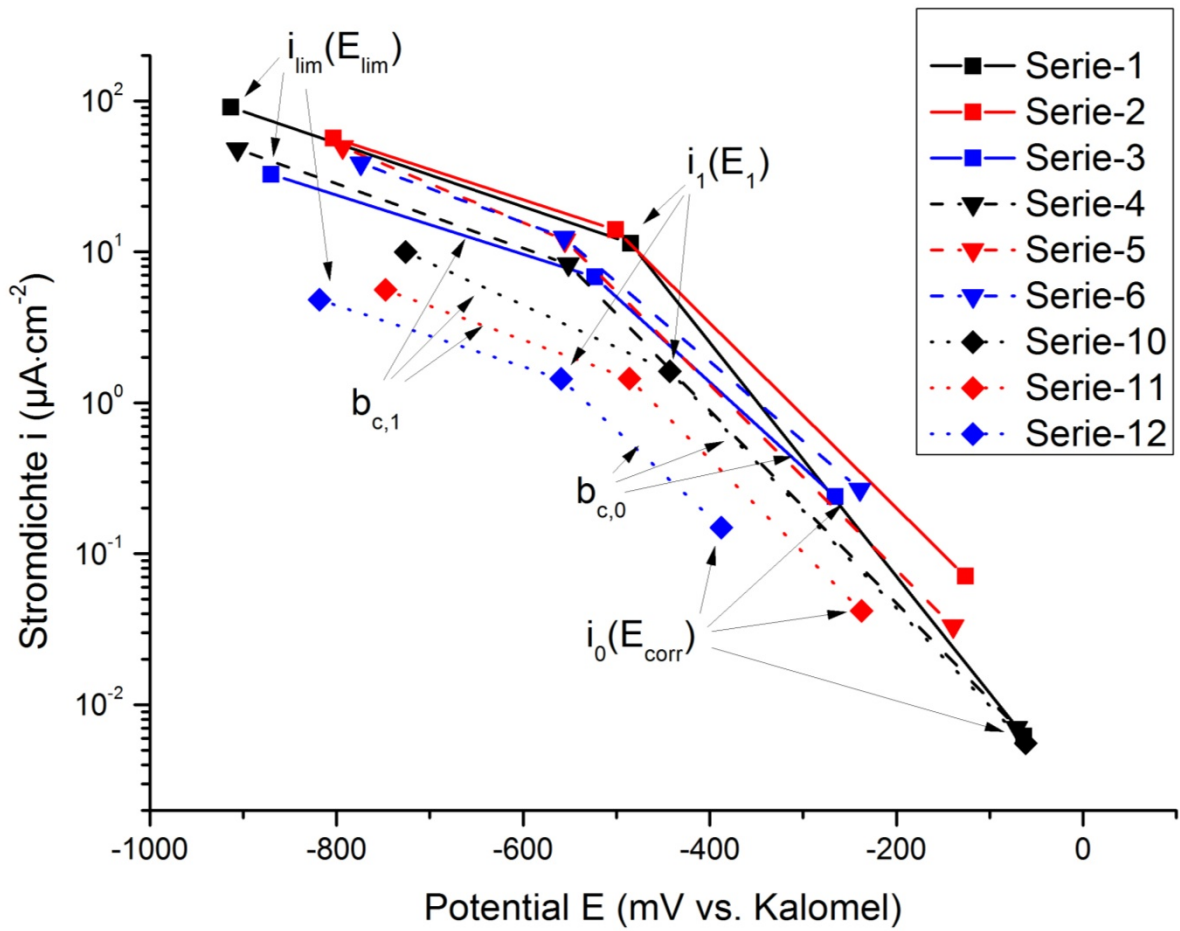 i_lim(E_lim)
i_1(E_1)
b_c,1
b_c,0
i_0(E_corr)
Serie-1
Serie-2
Serie-3
Serie-4
Serie-5
Serie-6
Serie-10
Serie-11
Serie-12
Stromdichte i (µA·cm^-2)
10^2
10^1
10^0
10^-1
10^-2
-1000 -800 -600 -400 -200 0
Potential E (mV vs. Kalomel)